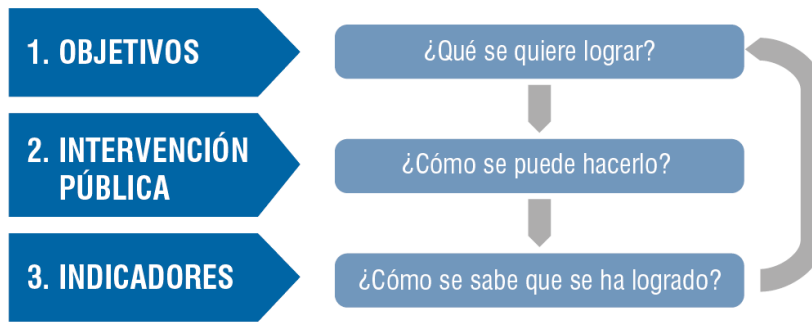 1. OBJETIVOS
¿Qué se quiere lograr?
2. INTERVENCIÓN
PÚBLICA
¿Cómo se puede hacerlo?
3. INDICADORES
¿Cómo se sabe que se ha logrado?